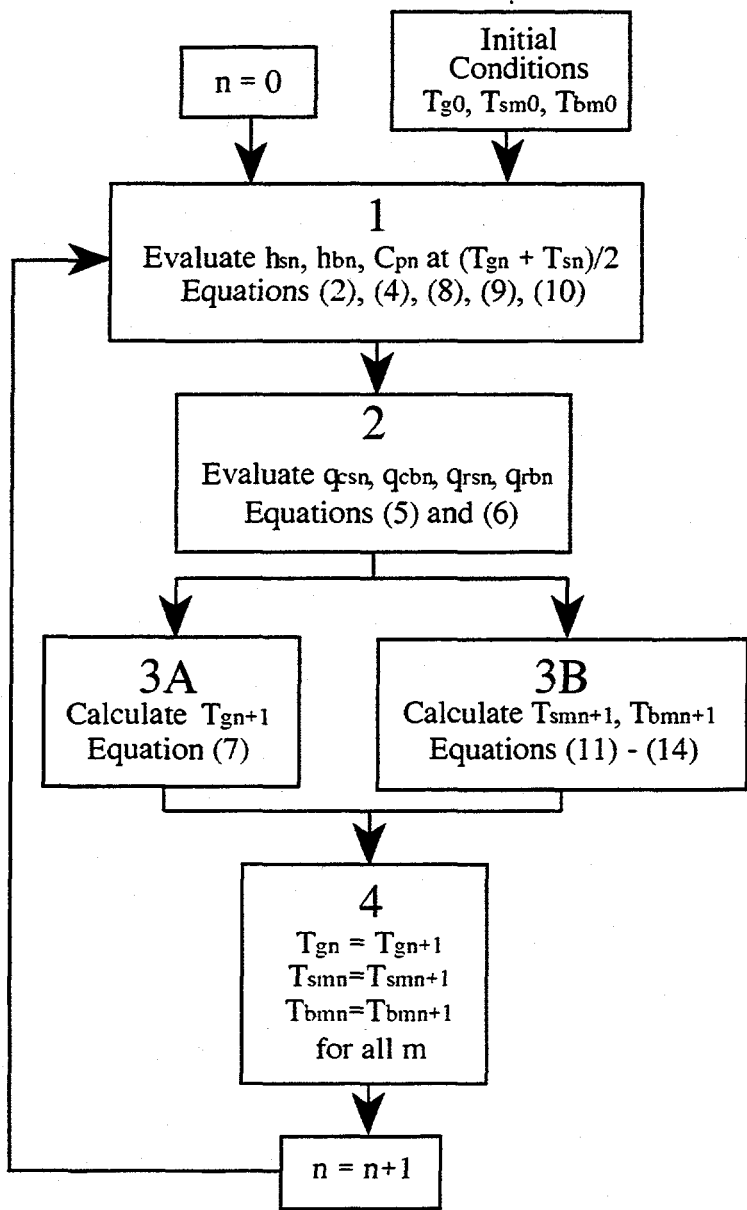 n = 0
Initial
Conditions
Tg0, Tsm0, Tbm0
1
Evaluate hsn, hbn, Cpn at (Tgn + Tsn)/2
Equations (2), (4), (8), (9), (10)
2
Evaluate qcsn, qcbn, qrsn, qrbn
Equations (5) and (6)
3A
Calculate Tgn+1
Equation (7)
3B
Calculate Tsmn+1, Tbmn+1
Equations (11) - (14)
4
Tgn = Tgn+1
Tsmn=Tsmn+1
Tbmn=Tbmn+1
for all m
n = n+1